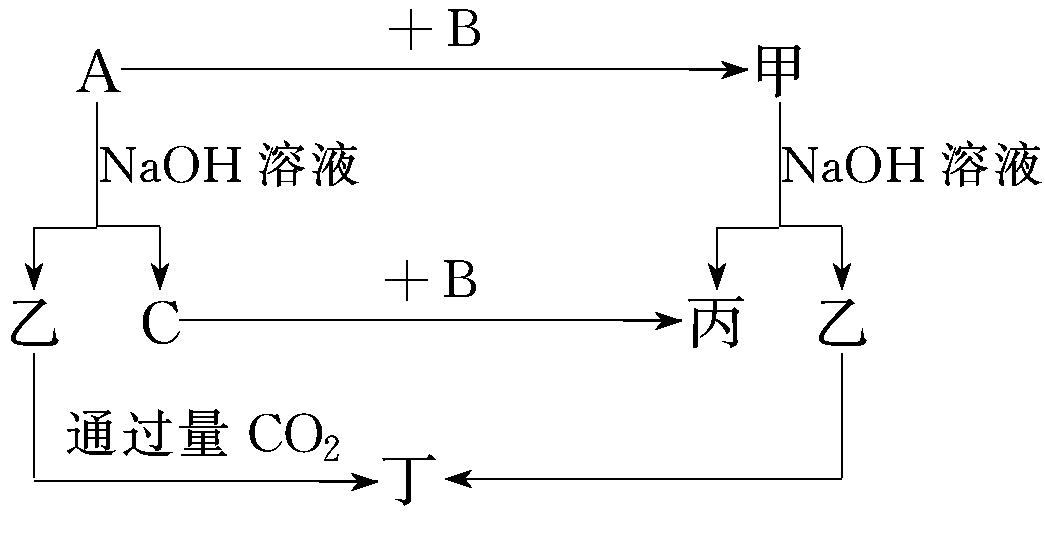 +B
A 甲
NaOH 溶液 NaOH 溶液
+B
乙 C 丙 乙
通过量 CO₂
丁